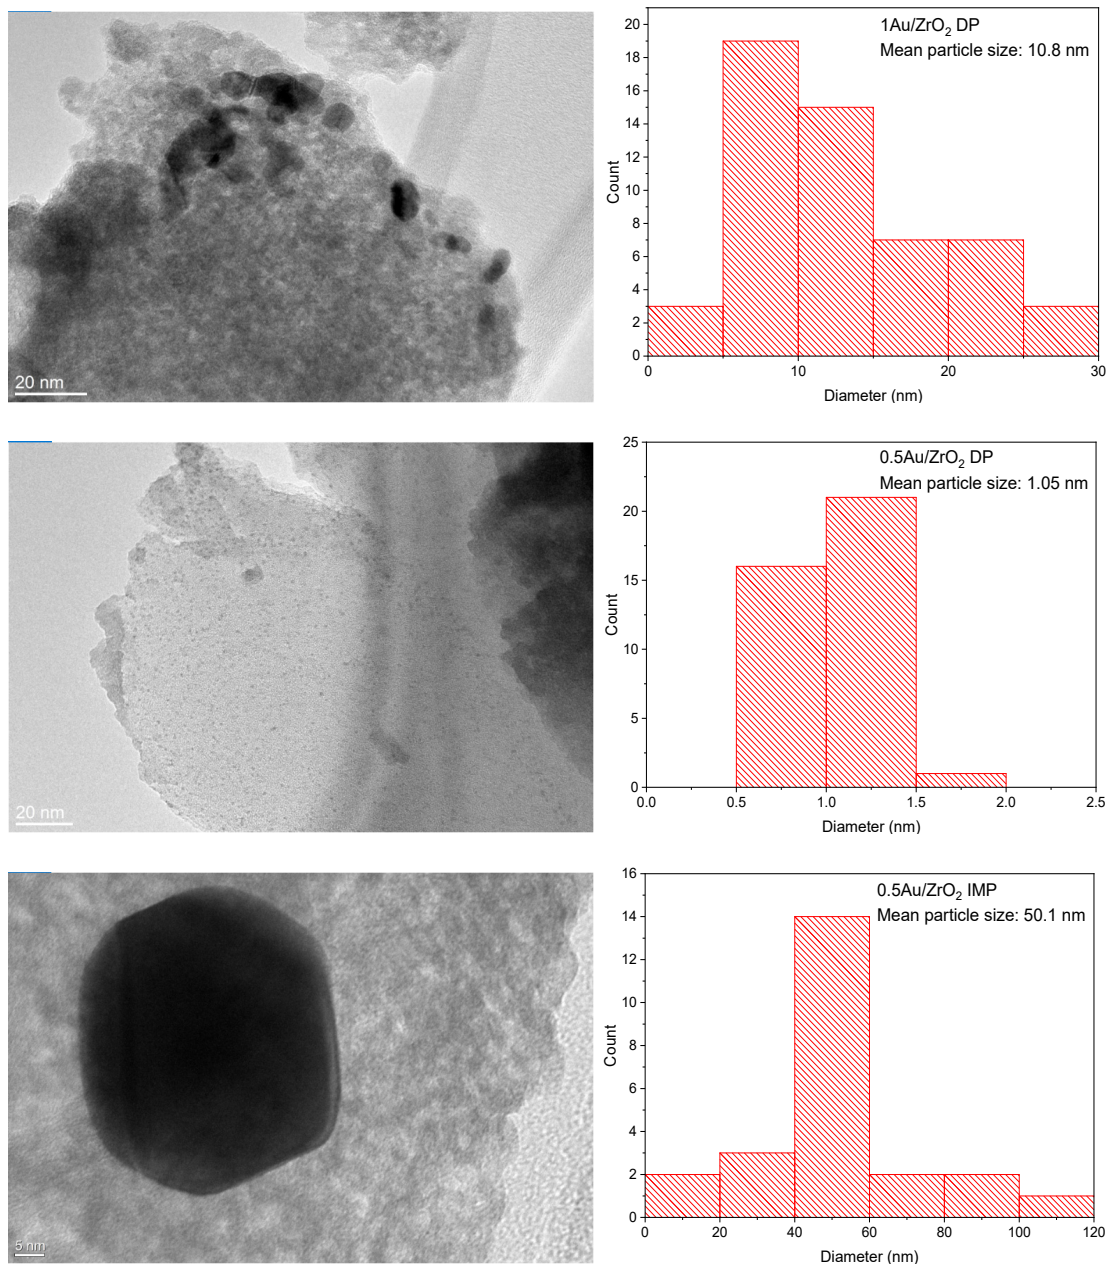 20 nm
1Au/ZrO₂ DP
Mean particle size: 10.8 nm
20
18
16
14
12
10
8
6
4
2
0
Count
0 10 20 30
Diameter (nm)
20 nm
0.5Au/ZrO₂ DP
Mean particle size: 1.05 nm
25
20
15
10
5
0
Count
0.0 0.5 1.0 1.5 2.0 2.5
Diameter (nm)
5 nm
0.5Au/ZrO₂ IMP
Mean particle size: 50.1 nm
16
14
12
10
8
6
4
2
0
Count
0 20 40 60 80 100 120
Diameter (nm)